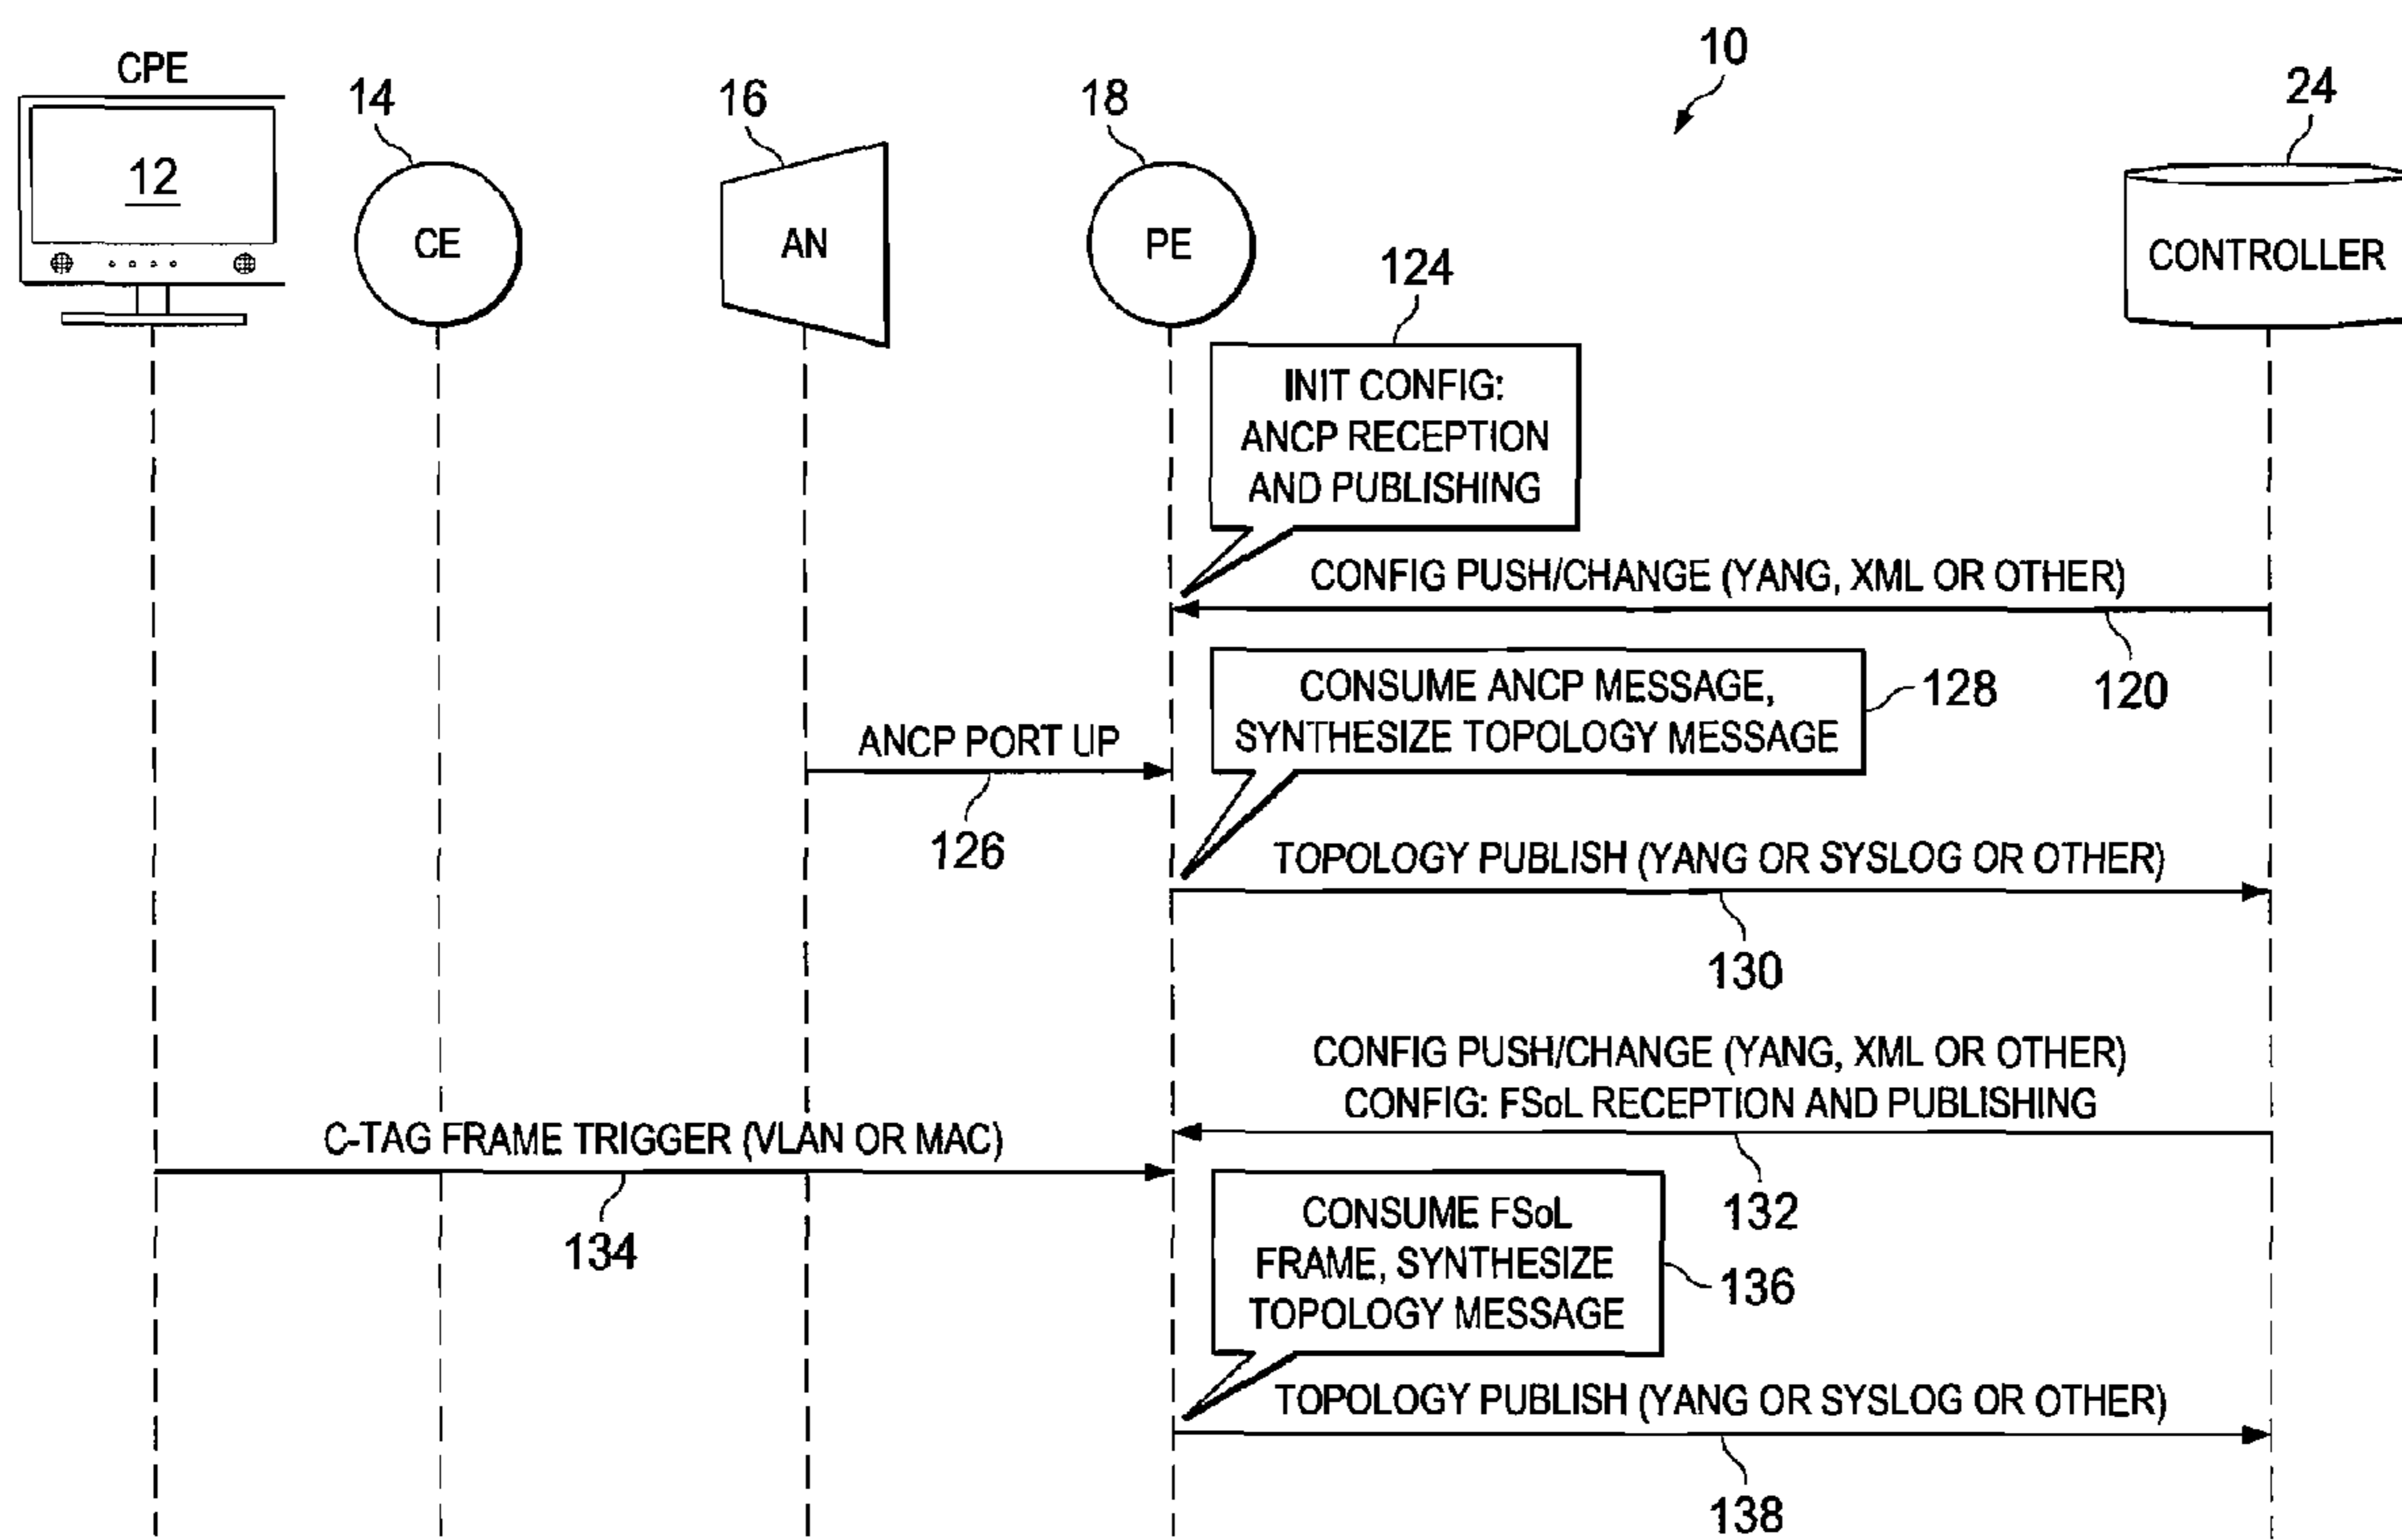 10
CPE
14
16
18
24
12
CE
AN
PE
CONTROLLER
124
INIT CONFIG:
ANCP RECEPTION
AND PUBLISHING
CONFIG PUSH/CHANGE (YANG, XML OR OTHER)
120
CONSUME ANCP MESSAGE,
SYNTHESIZE TOPOLOGY MESSAGE
128
ANCP PORT UP
126
TOPOLOGY PUBLISH (YANG OR SYSLOG OR OTHER)
130
CONFIG PUSH/CHANGE (YANG, XML OR OTHER)
CONFIG: FSoL RECEPTION AND PUBLISHING
132
C-TAG FRAME TRIGGER (VLAN OR MAC)
134
CONSUME FSoL
FRAME, SYNTHESIZE
TOPOLOGY MESSAGE
136
TOPOLOGY PUBLISH (YANG OR SYSLOG OR OTHER)
138